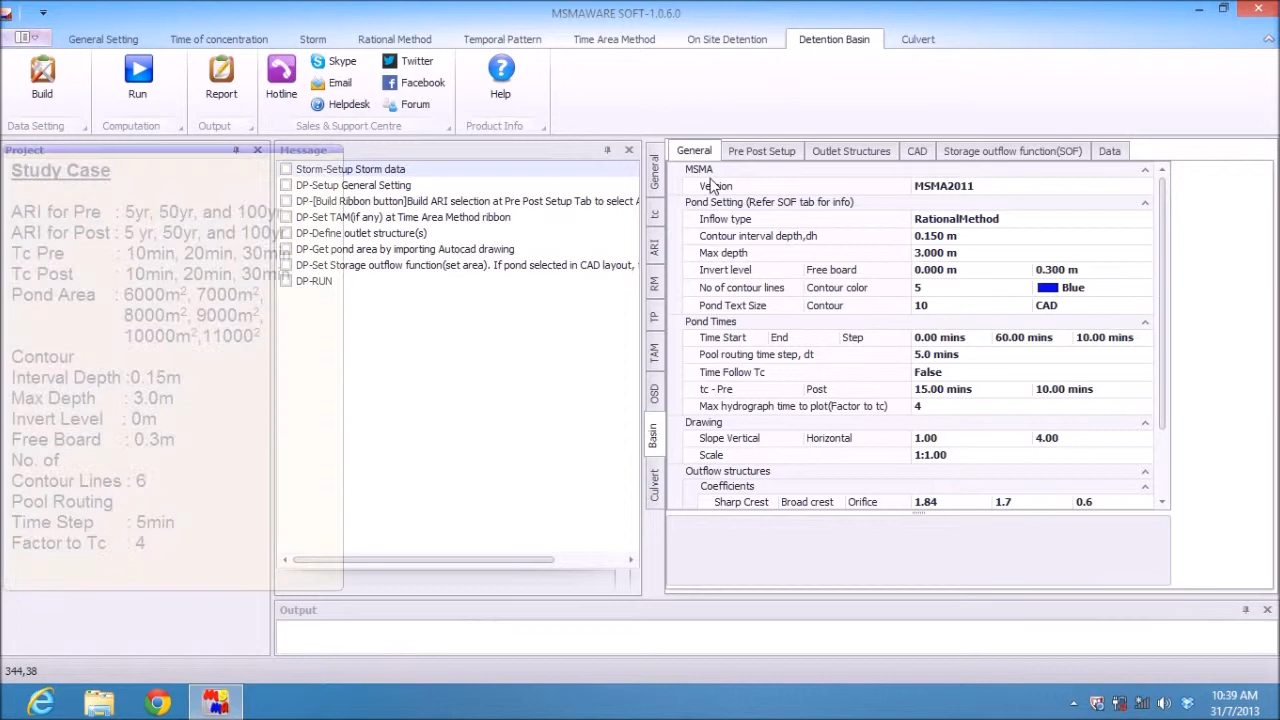 MSMAWARE SOFT-1.0.6.0
General Setting Time of concentration Storm Rational Method Temporal Pattern Time Area Method On Site Detention Detention Basin Culvert
Build
Run
Report
Hotline
Skype
Email
Helpdesk
Twitter
Facebook
Forum
Help
Data Setting
Computation
Output
Sales & Support Centre
Product Info
Project
Study Case
ARI for Pre : 5yr, 50yr, and 100yr
ARI for Post : 5 yr, 50yr, and 100yr
Tc Pre : 10min, 20min, 30min
Tc Post : 10min, 20min, 30min
Pond Area : 6000m², 7000m²,
8000m², 9000m²,
10000m²,11000²
Contour
Interval Depth :0.15m
Max Depth : 3.0m
Invert Level : 0m
Free Board : 0.3m
No. of
Contour Lines : 6
Pool Routing
Time Step : 5min
Factor to Tc : 4
Message
Storm-Setup Storm data
DP-Setup General Setting
DP-[Build Ribbon button]Build ARI selection at Pre Post Setup Tab to select A
DP-Set TAM(if any) at Time Area Method ribbon
DP-Define outlet structure(s)
DP-Get pond area by importing Autocad drawing
DP-Set Storage outflow function(set area). If pond selected in CAD layout,
DP-RUN
General
tc
ARI
RM
TP
TAM
OSD
Basin
Culvert
General Pre Post Setup Outlet Structures CAD Storage outflow function(SOF) Data
MSMA
Version MSMA2011
Pond Setting (Refer SOF tab for info)
Inflow type RationalMethod
Contour interval depth,dh 0.150 m
Max depth 3.000 m
Invert level Free board 0.000 m 0.300 m
No of contour lines Contour color 5 Blue
Pond Text Size Contour 10 CAD
Pond Times
Time Start End Step 0.00 mins 60.00 mins 10.00 mins
Pool routing time step, dt 5.0 mins
Time Follow Tc False
tc - Pre Post 15.00 mins 10.00 mins
Max hydrograph time to plot(Factor to tc) 4
Drawing
Slope Vertical Horizontal 1.00 4.00
Scale 1:1.00
Outflow structures
Coefficients
Sharp Crest Broad crest Orifice 1.84 1.7 0.6
Output
344,38
10:39 AM
31/7/2013